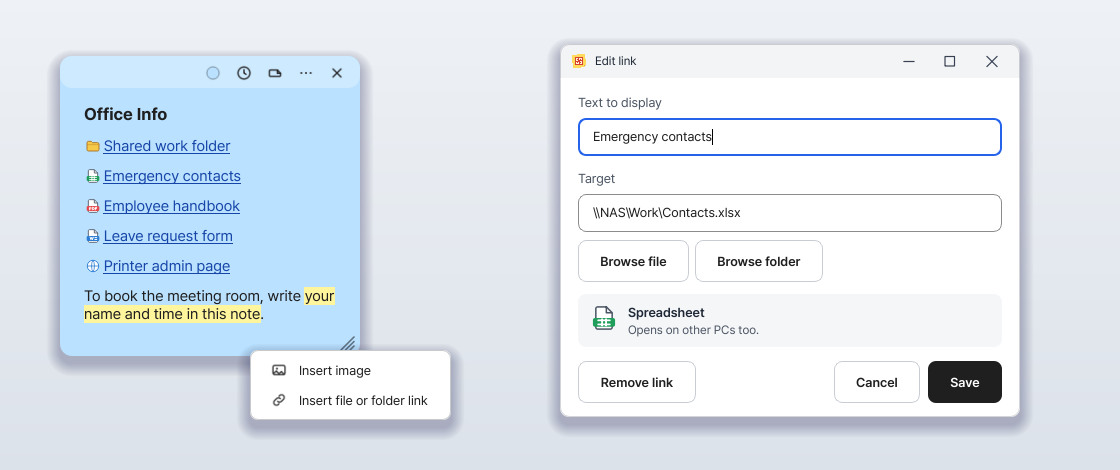 Office Info
Shared work folder
Emergency contacts
Employee handbook
Leave request form
Printer admin page
To book the meeting room, write your
name and time in this note.
Insert image
Insert file or folder link
Edit link
Text to display
Emergency contacts
Target
\\NAS\Work\Contacts.xlsx
Browse file
Browse folder
Spreadsheet
Opens on other PCs too.
Remove link
Cancel
Save